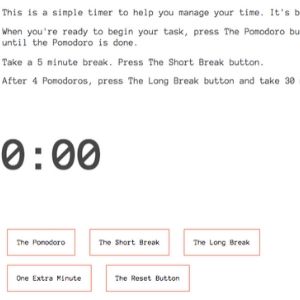 This is a simple timer to help you manage your time. It's b
When you're ready to begin your task, press The Pomodoro bu
until the Pomodoro is done.
Take a 5 minute break. Press The Short Break button.
After 4 Pomodoros, press The Long Break button and take 30
0:00
The Pomodoro
The Short Break
The Long Break
One Extra Minute
The Reset Button